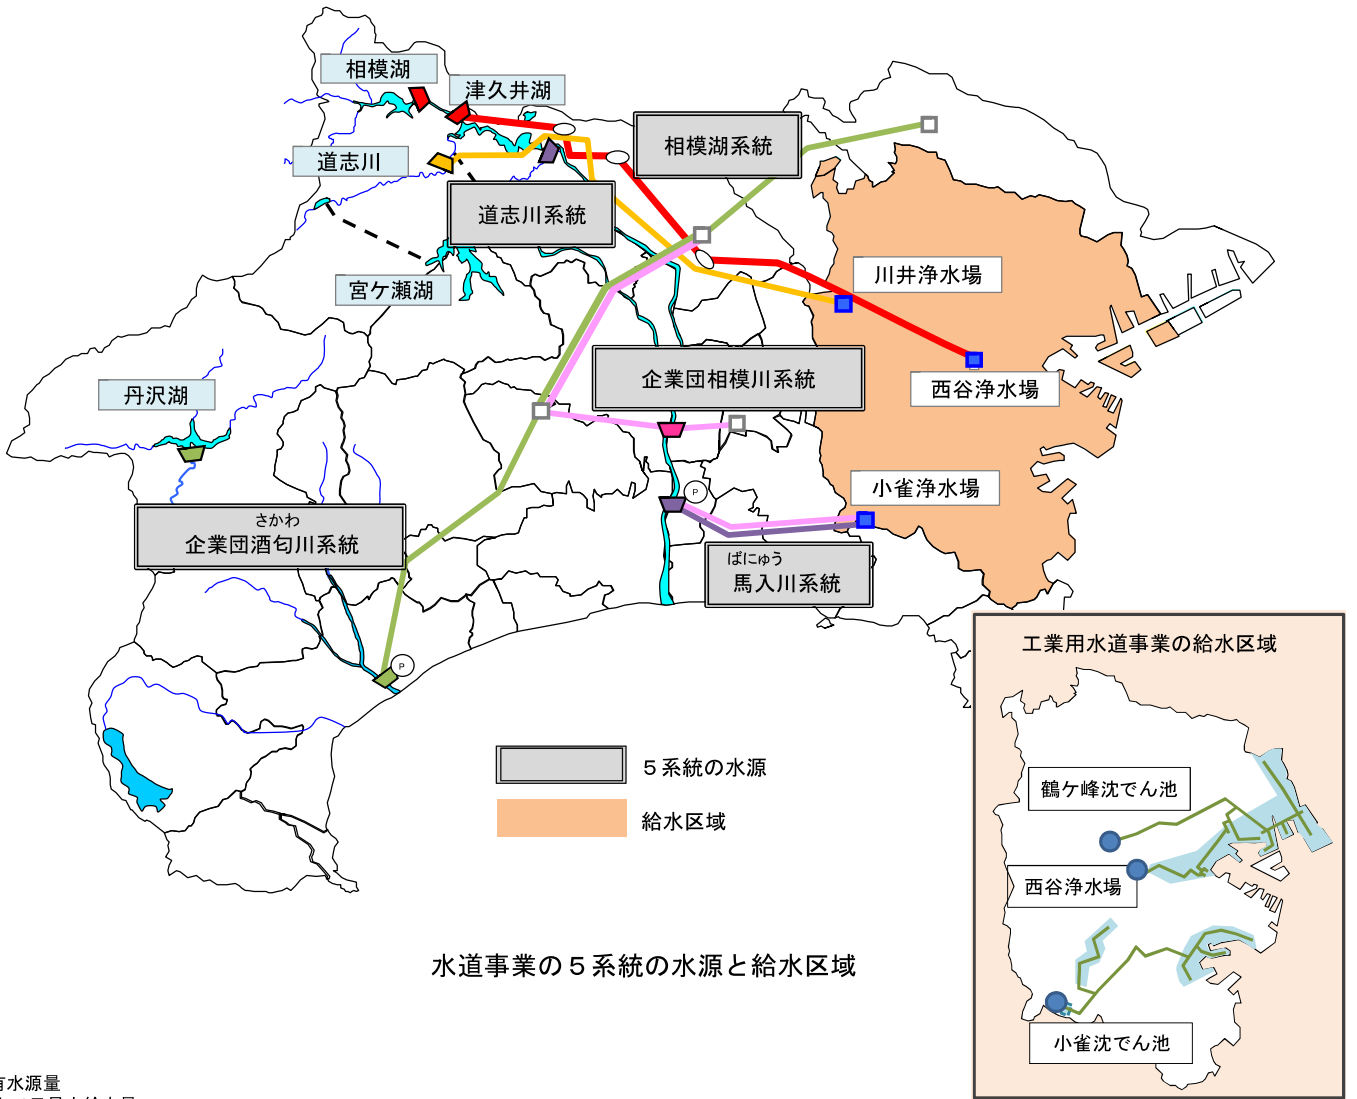 相模湖
津久井湖
道志川
相模湖系統
道志川系統
宮ケ瀬湖
川井浄水場
企業団相模川系統
西谷浄水場
丹沢湖
小雀浄水場
P
さかわ
企業団酒匂川系統
ばにゅう
馬入川系統
P
工業用水道事業の給水区域
鶴ケ峰沈でん池
西谷浄水場
小雀沈でん池
５系統の水源
給水区域
水道事業の５系統の水源と給水区域
有水源量